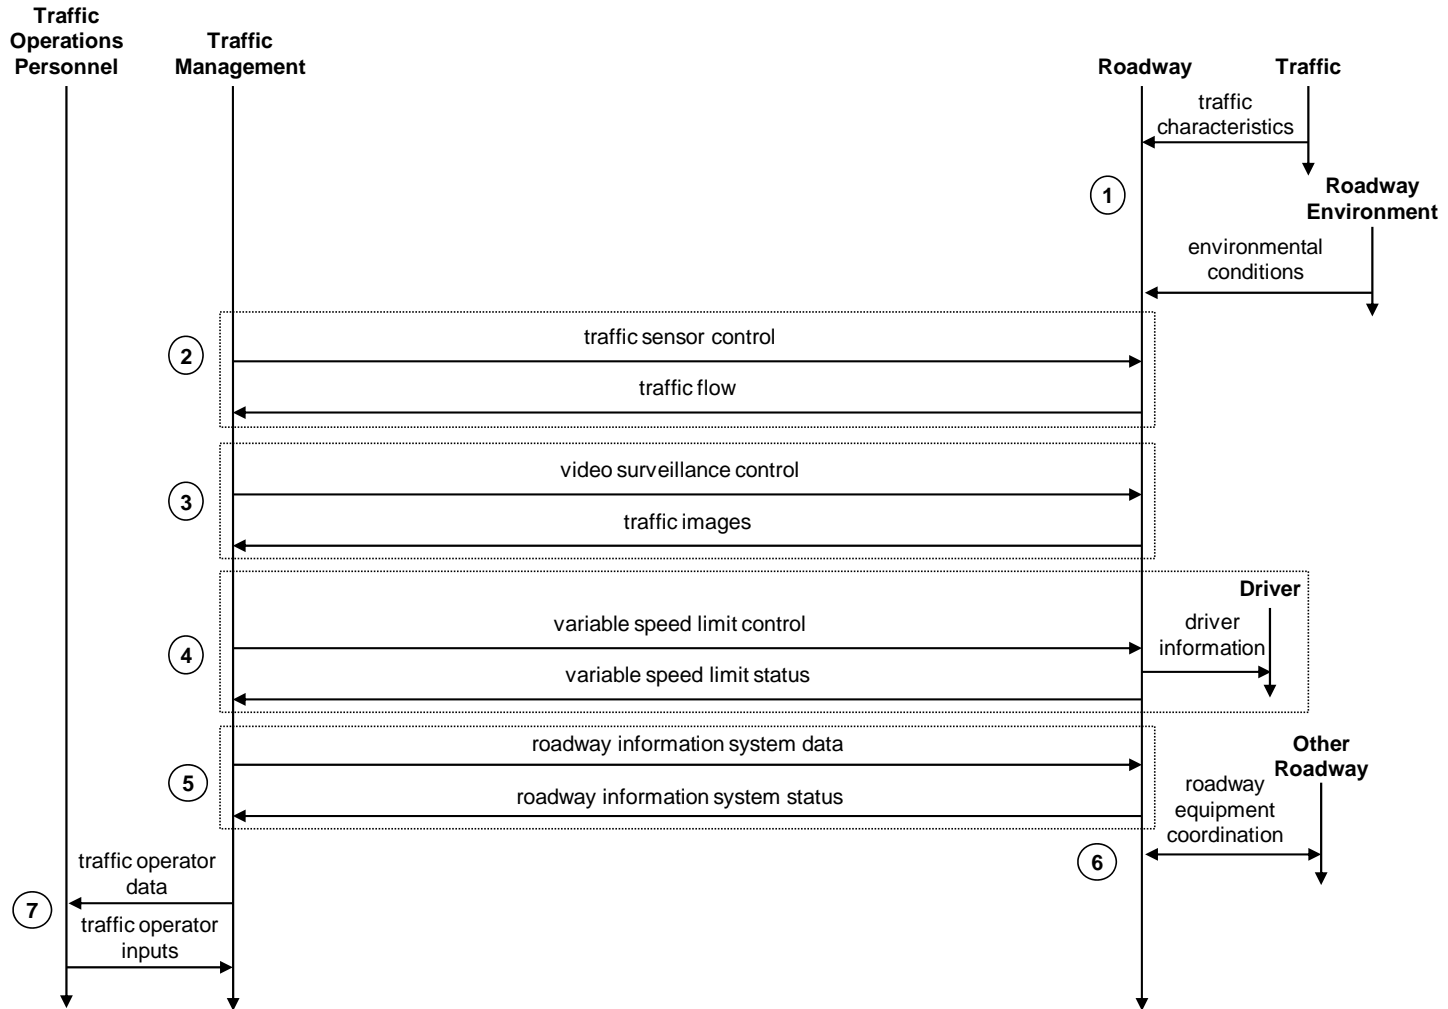 Traffic
Operations
Personnel
Traffic
Management
Roadway
Traffic
traffic
characteristics
1
Roadway
Environment
environmental
conditions
2
traffic sensor control
traffic flow
3
video surveillance control
traffic images
4
variable speed limit control
variable speed limit status
Driver
driver
information
5
roadway information system data
roadway information system status
Other
Roadway
roadway
equipment
coordination
6
7
traffic operator
data
traffic operator
inputs